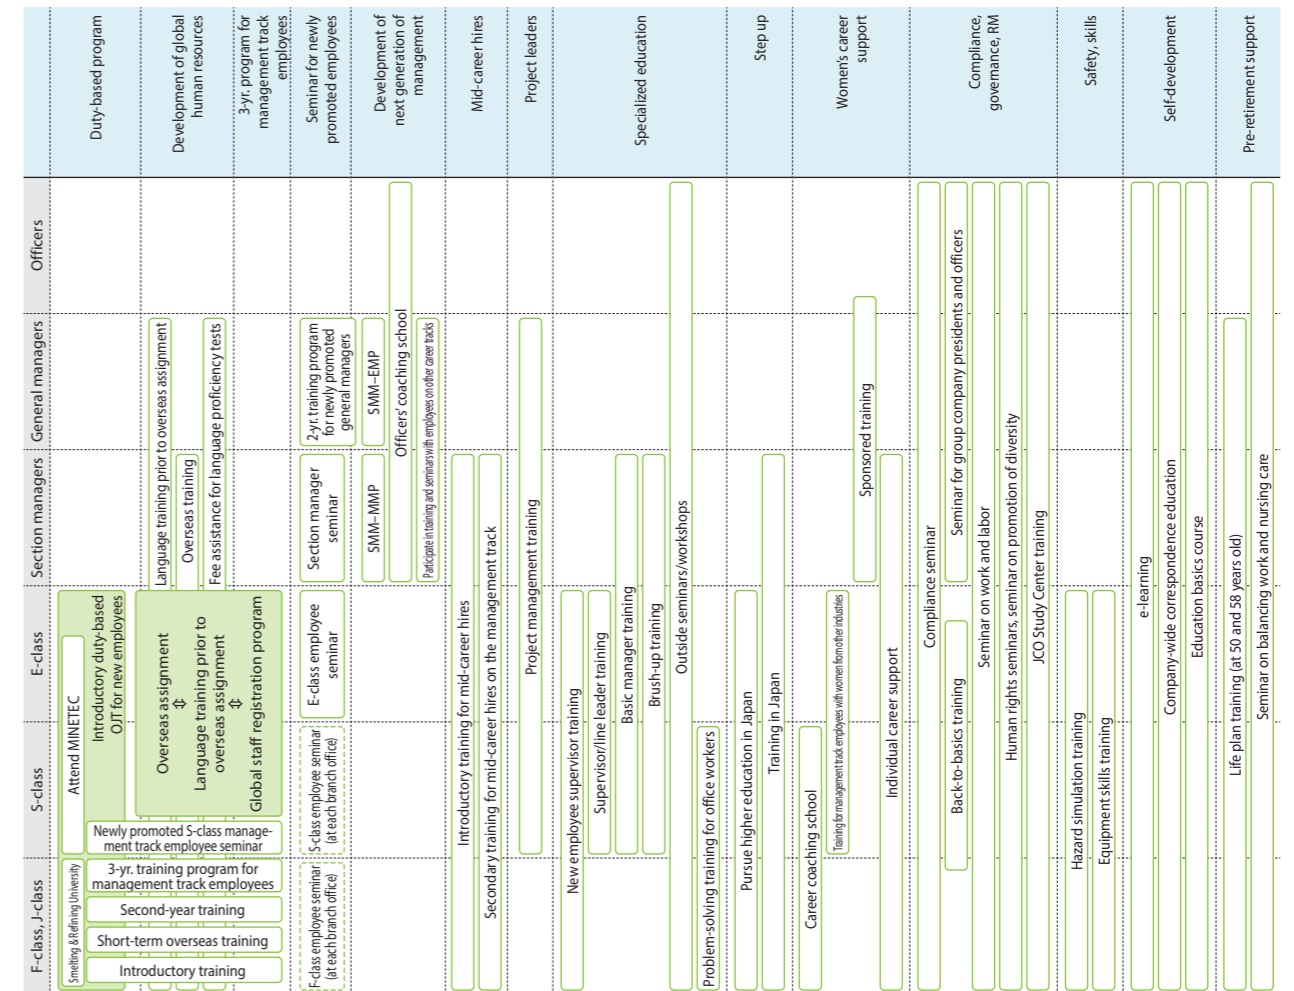 Duty-based program
Development of global
human resources
3-yr. program for
management track
employees
Seminar for newly
promoted employees
Development of
next generation of
management
Mid-career hires
Project leaders
Specialized education
Step up
Women's career
support
Compliance,
governance, RM
Safety, skills
Self-development
Pre-retirement support
Officers
General managers
Section managers
E-class
S-class
F-class, J-class
Attend MINETEC
Introductory duty-based
OJT for new employees
Smelting & Refining University
Newly promoted S-class manage-
ment track employee seminar
3-yr. training program for
management track employees
Second-year training
Short-term overseas training
Introductory training
Language training prior to overseas assignment
Overseas training
Fee assistance for language proficiency tests
Overseas assignment
⇕
Language training prior to
overseas assignment
⇕
Global staff registration program
2-yr. training program
for newly promoted
general managers
Section manager
seminar
E-class employee
seminar
S-class employee seminar
(at each branch office)
F-class employee seminar
(at each branch office)
SMM–EMP
SMM–MMP
Officers' coaching school
Participate in training and seminars with employees on other career tracks
Introductory training for mid-career hires
Secondary training for mid-career hires on the management track
Project management training
New employee supervisor training
Supervisor/line leader training
Basic manager training
Brush-up training
Outside seminars/workshops
Problem-solving training for office workers
Pursue higher education in Japan
Training in Japan
Career coaching school
Training for management track employees with women from other industries
Sponsored training
Individual career support
Compliance seminar
Seminar for group company presidents and officers
Back-to-basics training
Seminar on work and labor
Human rights seminars, seminar on promotion of diversity
JCO Study Center training
Hazard simulation training
Equipment skills training
e-learning
Company-wide correspondence education
Education basics course
Life plan training (at 50 and 58 years old)
Seminar on balancing work and nursing care